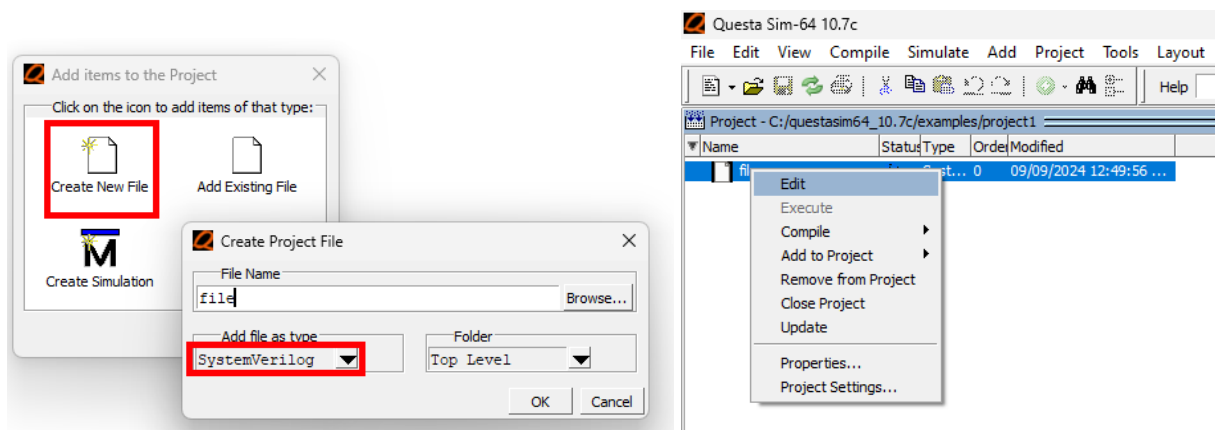 Add items to the Project
Click on the icon to add items of that type:
Create New File
Add Existing File
Create Simulation
Create Project File
File Name
file
Browse...
Add file as type
SystemVerilog
Folder
Top Level
OK
Cancel
Questa Sim-64 10.7c
File Edit View Compile Simulate Add Project Tools Layout
Help
Project - C:/questasim64_10.7c/examples/project1
Name Status Type Order Modified
0 09/09/2024 12:49:56 ...
Edit
Execute
Compile
Add to Project
Remove from Project
Close Project
Update
Properties...
Project Settings...